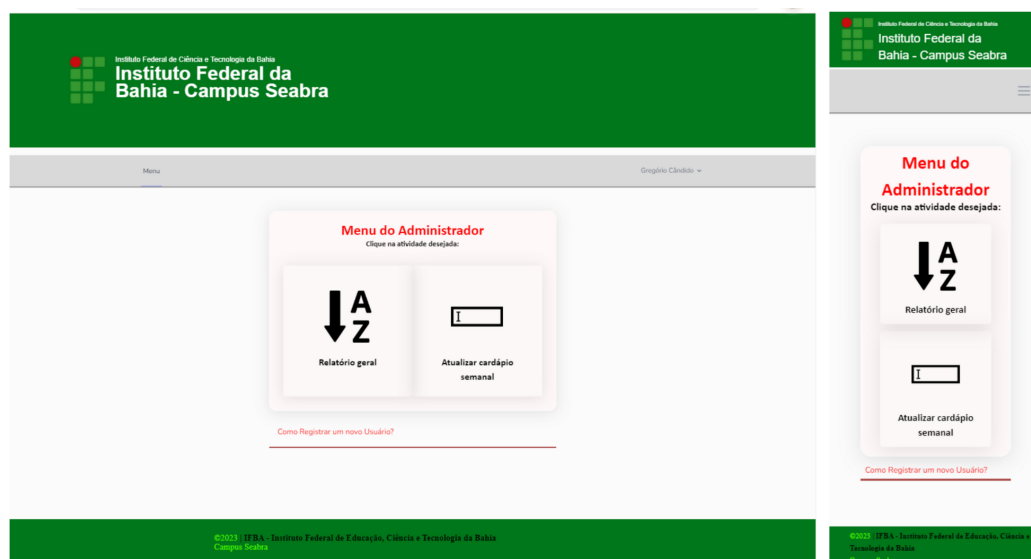 Instituto Federal de Ciência e Tecnologia da Bahia
Instituto Federal da
Bahia - Campus Seabra
Menu
Gregório Cândido
Menu do Administrador
Clique na atividade desejada:
A
Z
Relatório geral
Atualizar cardápio
semanal
Como Registrar um novo Usuário?
©2023 | IFBA - Instituto Federal de Educação, Ciência e Tecnologia da Bahia
Campus Seabra
Instituto Federal de Ciência e Tecnologia da Bahia
Instituto Federal da
Bahia - Campus Seabra
Menu do
Administrador
Clique na atividade desejada:
A
Z
Relatório geral
Atualizar cardápio
semanal
Como Registrar um novo Usuário?
©2023 | IFBA - Instituto Federal de Educação, Ciência e
Tecnologia da Bahia